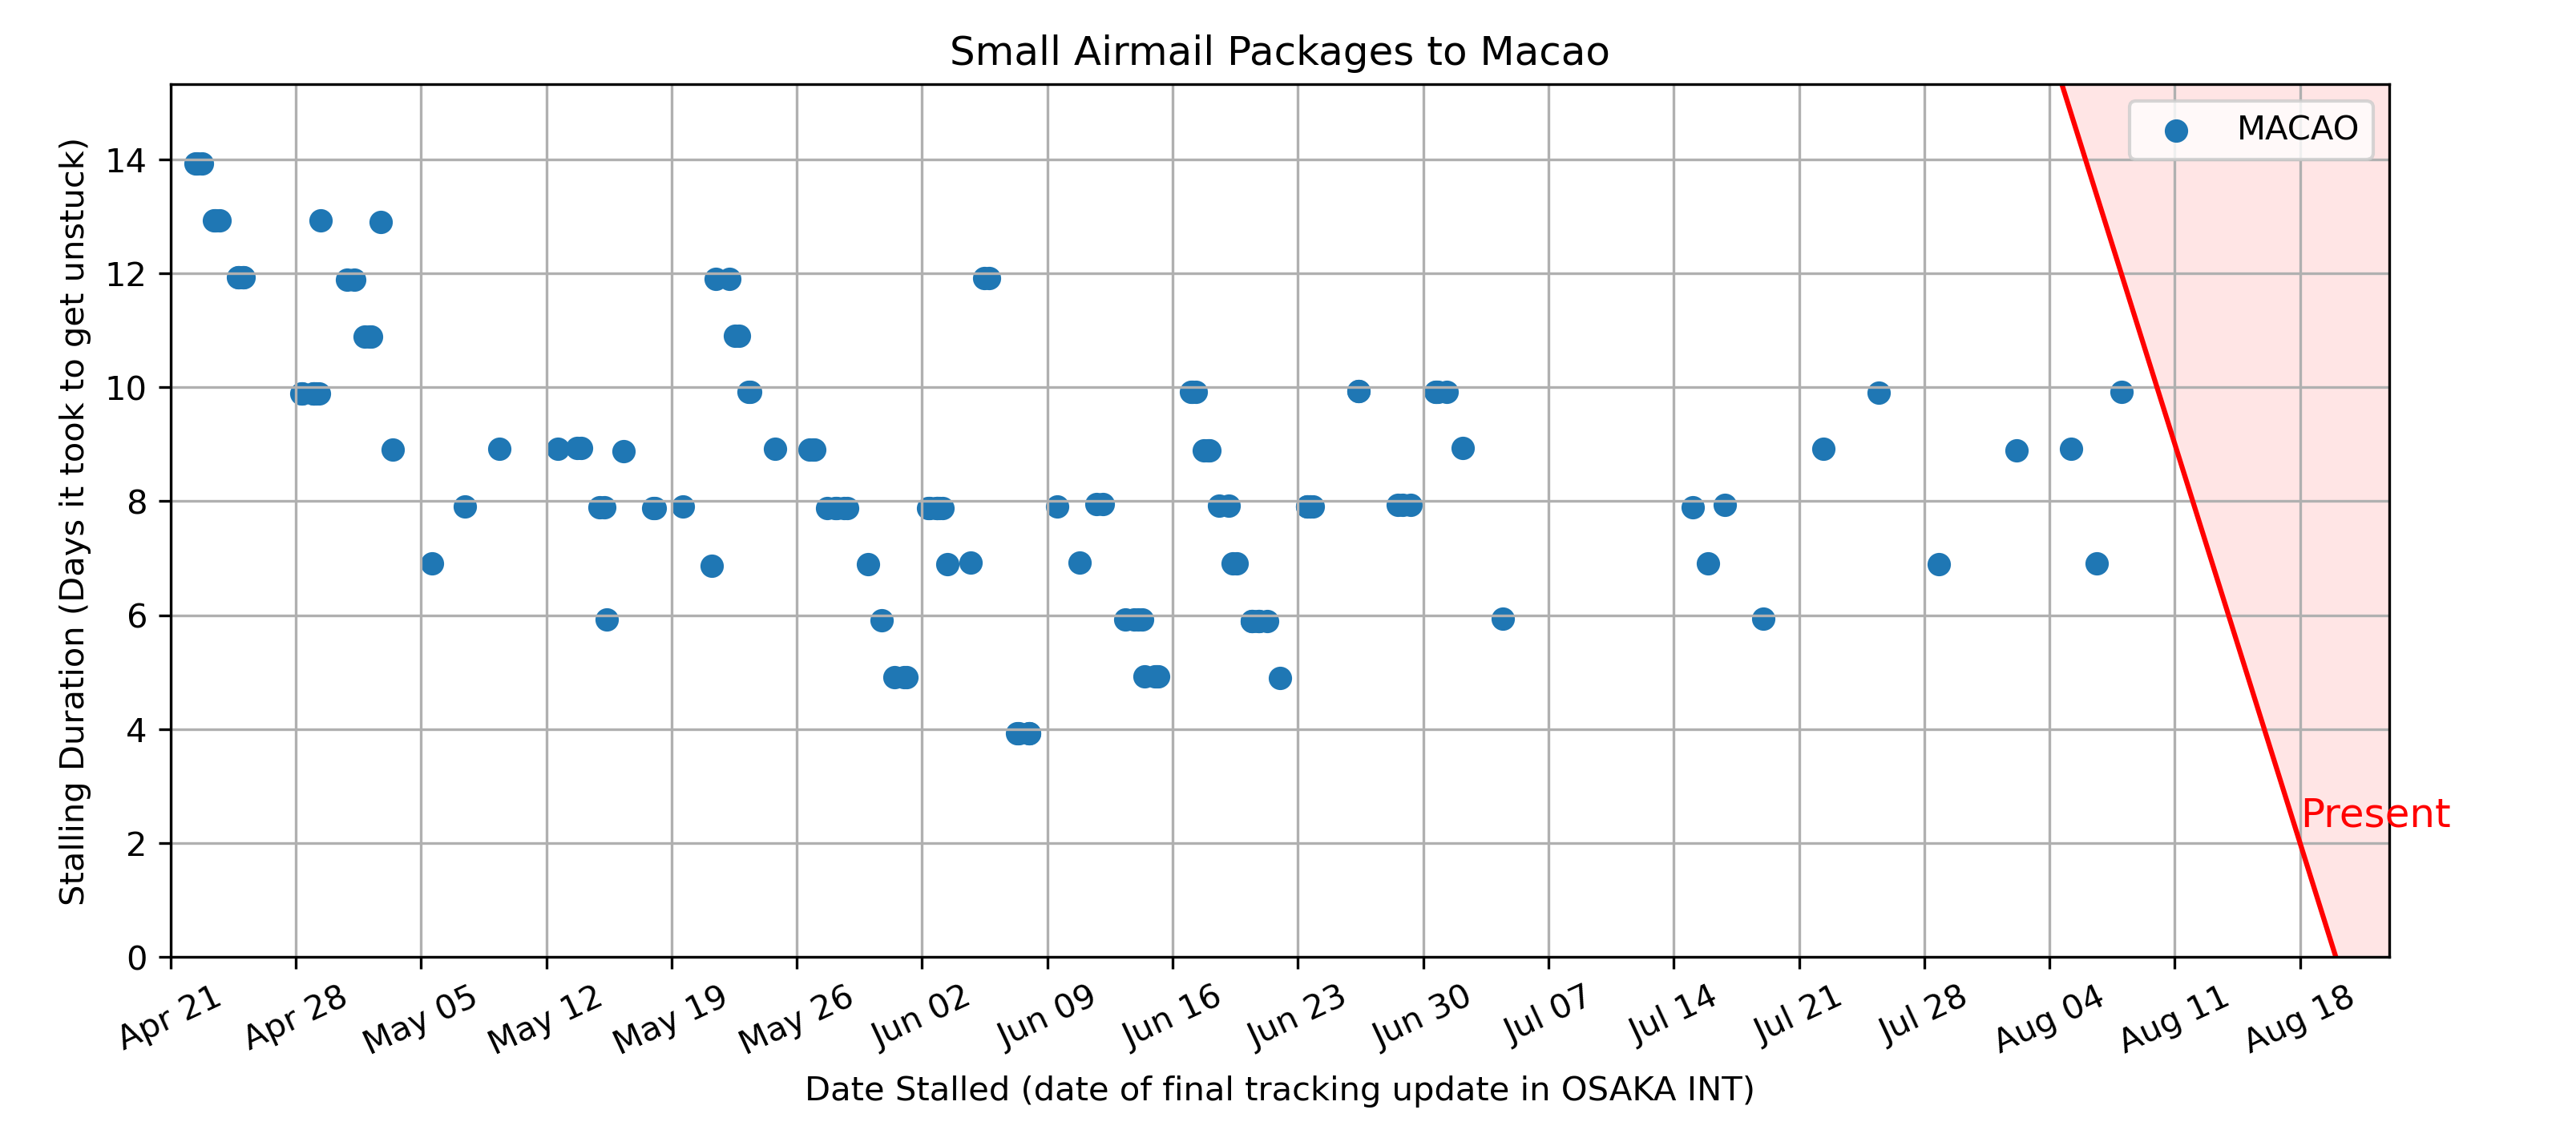 Small Airmail Packages to Macao
MACAO
Stalling Duration (Days it took to get unstuck)
14
12
10
8
6
4
2
0
Present
Apr 21
Apr 28
May 05
May 12
May 19
May 26
Jun 02
Jun 09
Jun 16
Jun 23
Jun 30
Jul 07
Jul 14
Jul 21
Jul 28
Aug 04
Aug 11
Aug 18
Date Stalled (date of final tracking update in OSAKA INT)